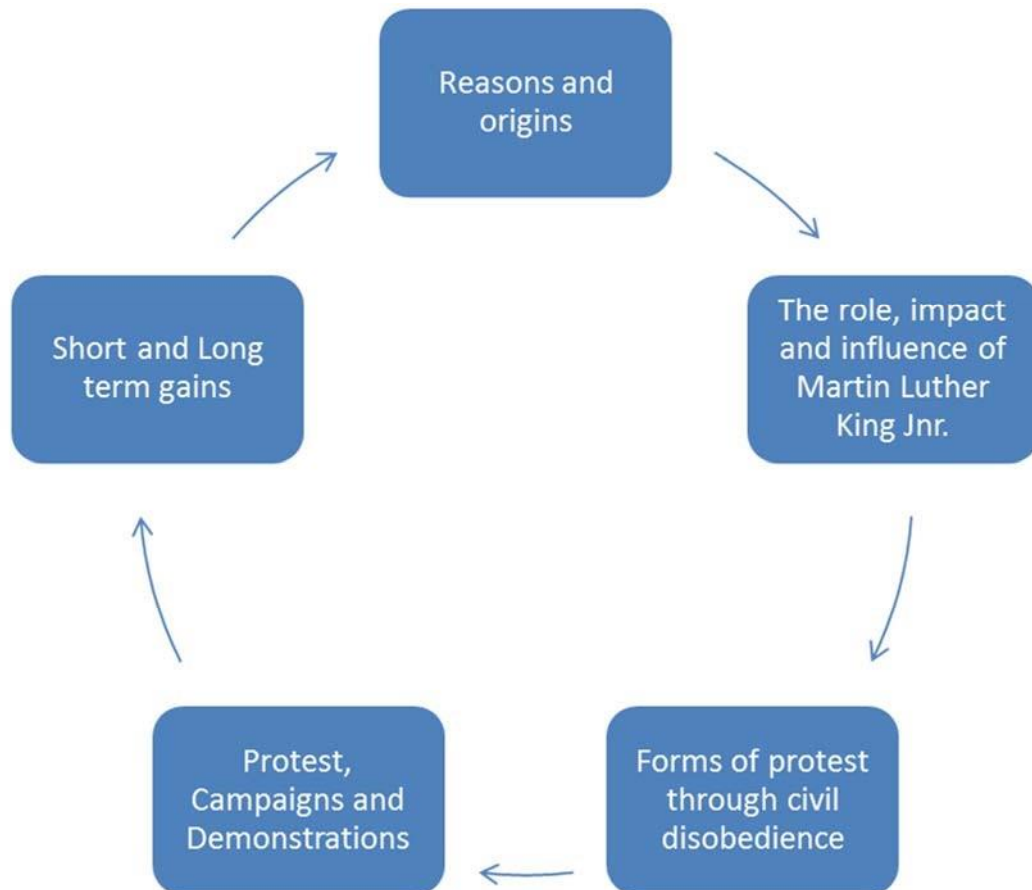 Reasons and
origins
The role, impact
and influence of
Martin Luther
King Jnr.
Forms of protest
through civil
disobedience
Protest,
Campaigns and
Demonstrations
Short and Long
term gains